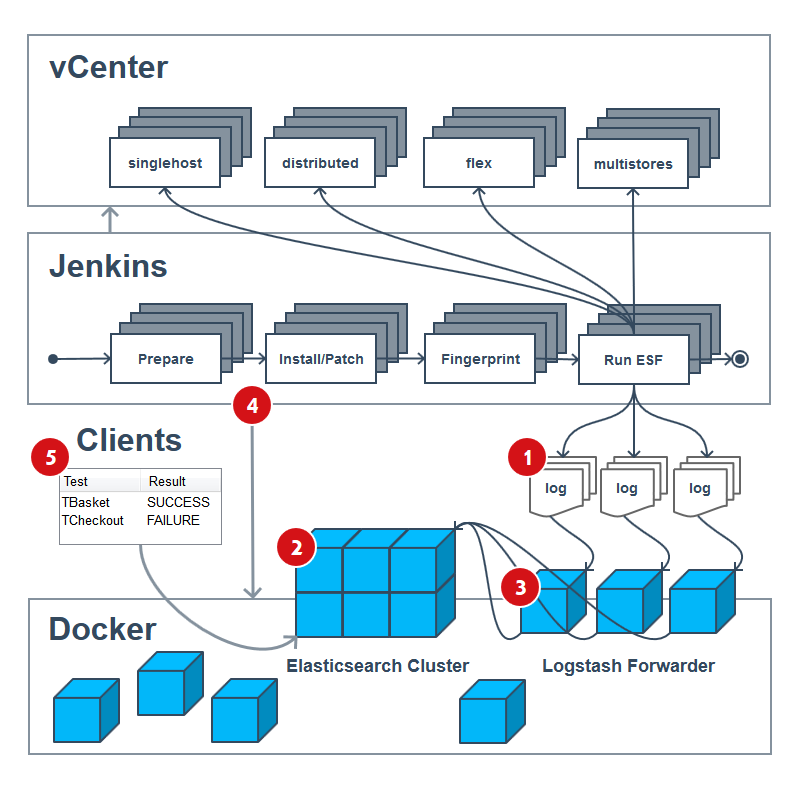 vCenter
singlehost
distributed
flex
multistores
Jenkins
Prepare
Install/Patch
Fingerprint
Run ESF
4
Clients
5
Test Result
TBasket SUCCESS
TCheckout FAILURE
1
log
log
log
2
3
Docker
Elasticsearch Cluster
Logstash Forwarder